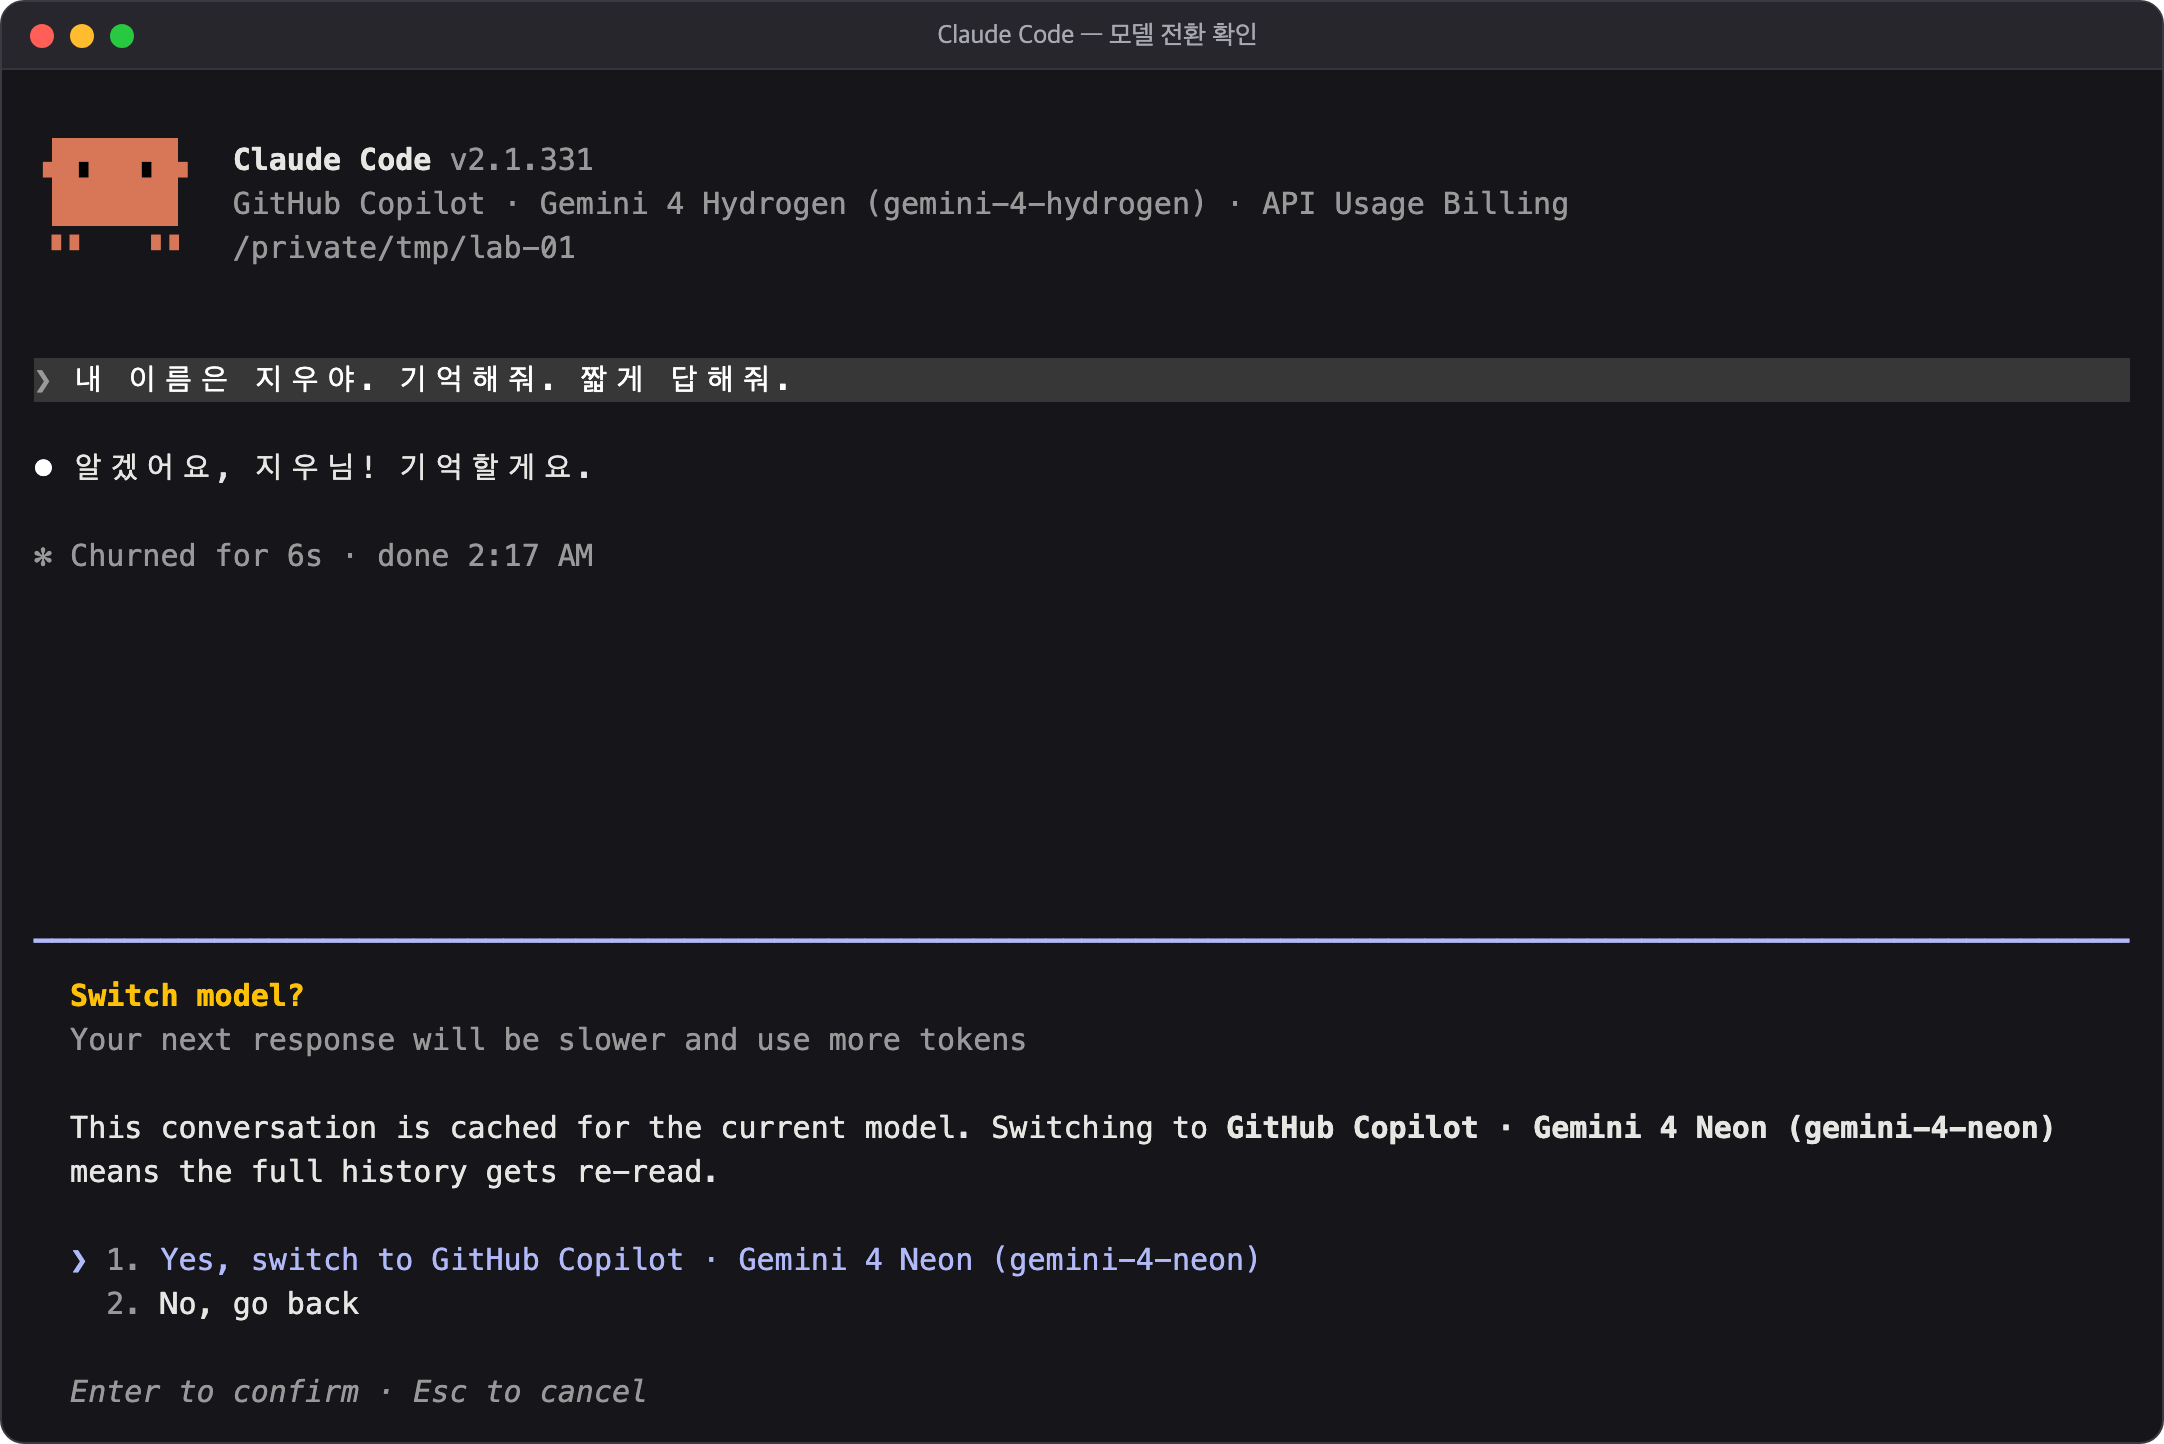 Claude Code — 모델 전환 확인
Claude Code v2.1.331
GitHub Copilot · Gemini 4 Hydrogen (gemini-4-hydrogen) · API Usage Billing
/private/tmp/lab-01
❯ 내 이름은 지우야. 기억해줘. 짧게 답해줘.
● 알겠어요, 지우님! 기억할게요.
✻ Churned for 6s · done 2:17 AM
Switch model?
Your next response will be slower and use more tokens
This conversation is cached for the current model. Switching to GitHub Copilot · Gemini 4 Neon (gemini-4-neon)
means the full history gets re-read.
❯ 1. Yes, switch to GitHub Copilot · Gemini 4 Neon (gemini-4-neon)
2. No, go back
Enter to confirm · Esc to cancel